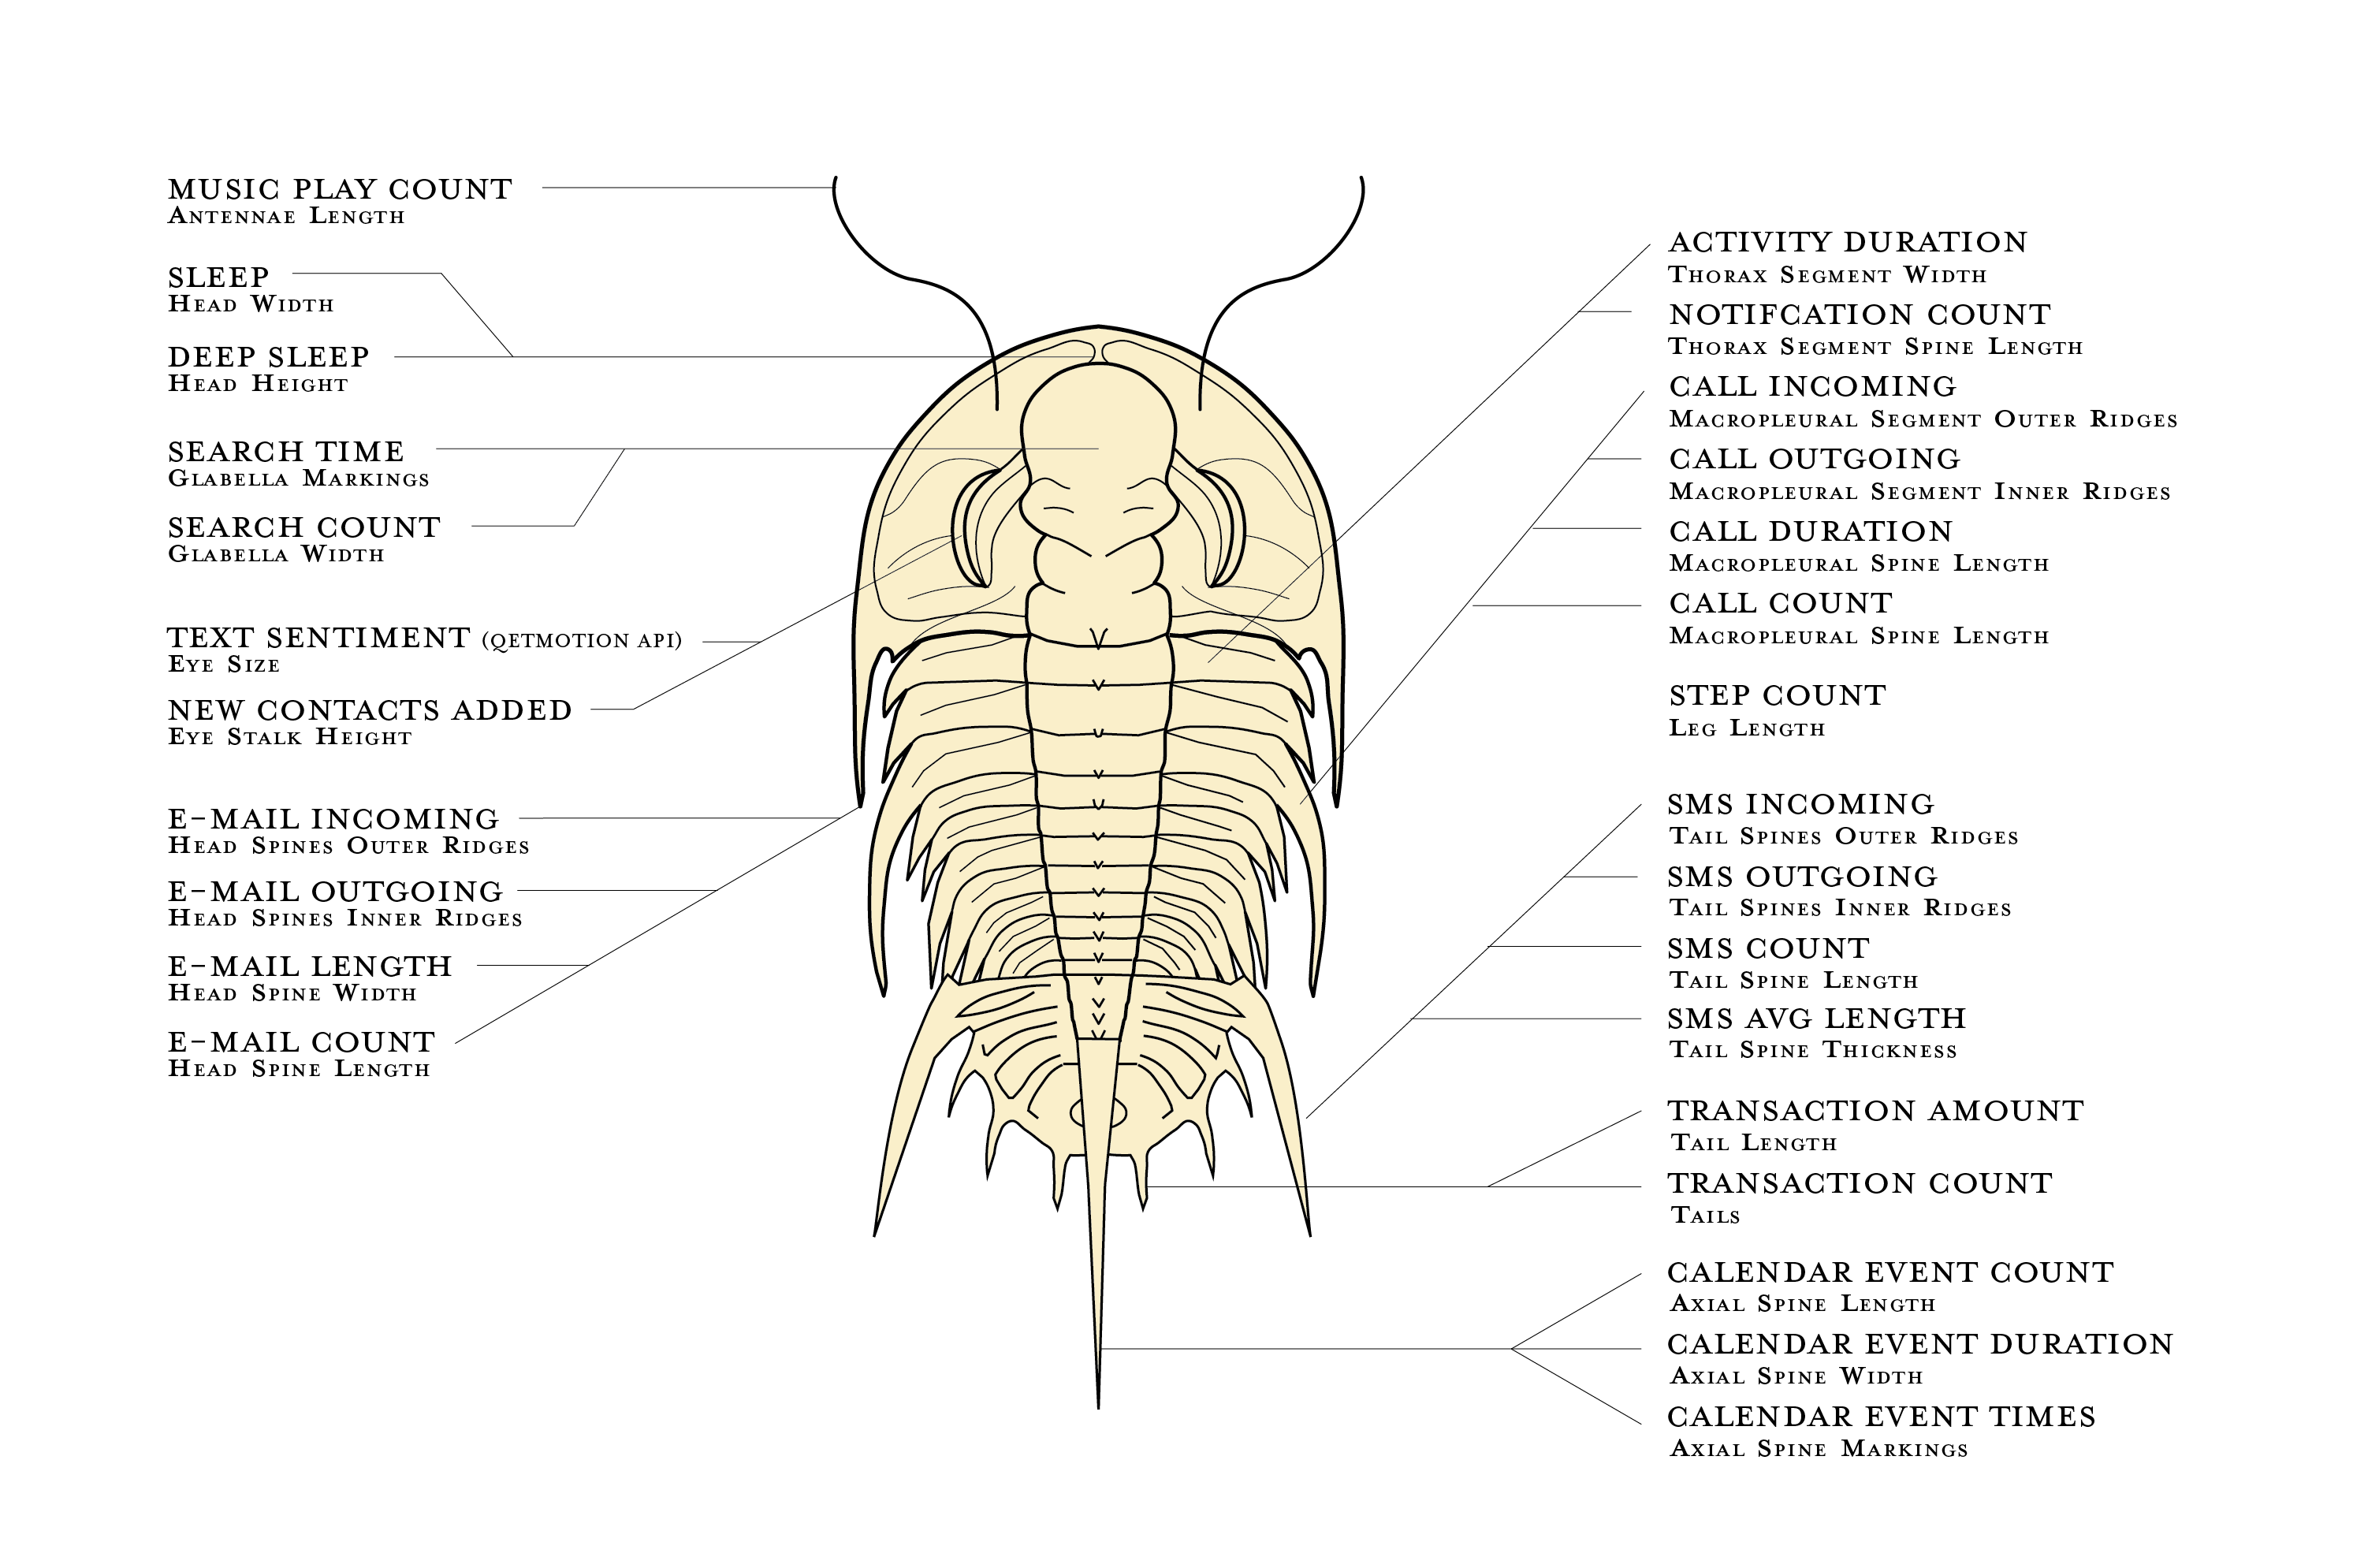 MUSIC PLAY COUNT
Antennae Length
SLEEP
Head Width
DEEP SLEEP
Head Height
SEARCH TIME
Glabella Markings
SEARCH COUNT
Glabella Width
TEXT SENTIMENT (QETMOTION API)
Eye Size
NEW CONTACTS ADDED
Eye Stalk Height
E-MAIL INCOMING
Head Spines Outer Ridges
E-MAIL OUTGOING
Head Spines Inner Ridges
E-MAIL LENGTH
Head Spine Width
E-MAIL COUNT
Head Spine Length
ACTIVITY DURATION
Thorax Segment Width
NOTIFCATION COUNT
Thorax Segment Spine Length
CALL INCOMING
Macropleural Segment Outer Ridges
CALL OUTGOING
Macropleural Segment Inner Ridges
CALL DURATION
Macropleural Spine Length
CALL COUNT
Macropleural Spine Length
STEP COUNT
Leg Length
SMS INCOMING
Tail Spines Outer Ridges
SMS OUTGOING
Tail Spines Inner Ridges
SMS COUNT
Tail Spine Length
SMS AVG LENGTH
Tail Spine Thickness
TRANSACTION AMOUNT
Tail Length
TRANSACTION COUNT
Tails
CALENDAR EVENT COUNT
Axial Spine Length
CALENDAR EVENT DURATION
Axial Spine Width
CALENDAR EVENT TIMES
Axial Spine Markings